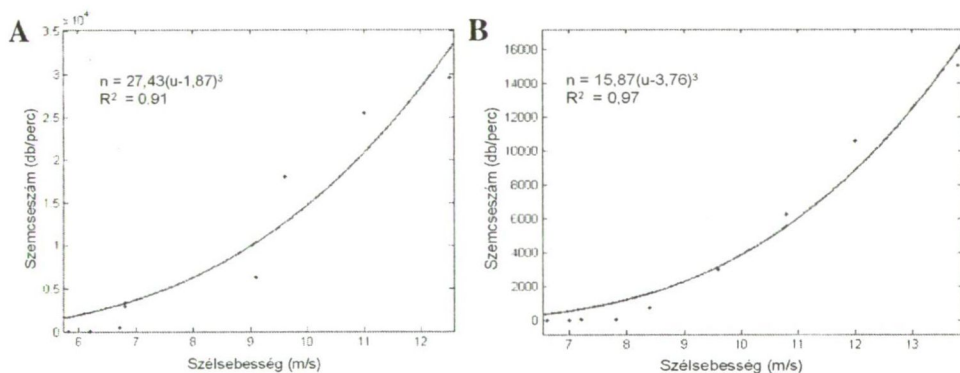 A
x 10⁴
3.5
3
2.5
2
1.5
1
0.5
0
n = 27,43(u-1,87)³
R² = 0,91
Szemcseszám (db/perc)
6 7 8 9 10 11 12
Szélsebesség (m/s)
B
16000
14000
12000
10000
8000
6000
4000
2000
0
n = 15,87(u-3,76)³
R² = 0,97
Szemcseszám (db/perc)
7 8 9 10 11 12 13
Szélsebesség (m/s)